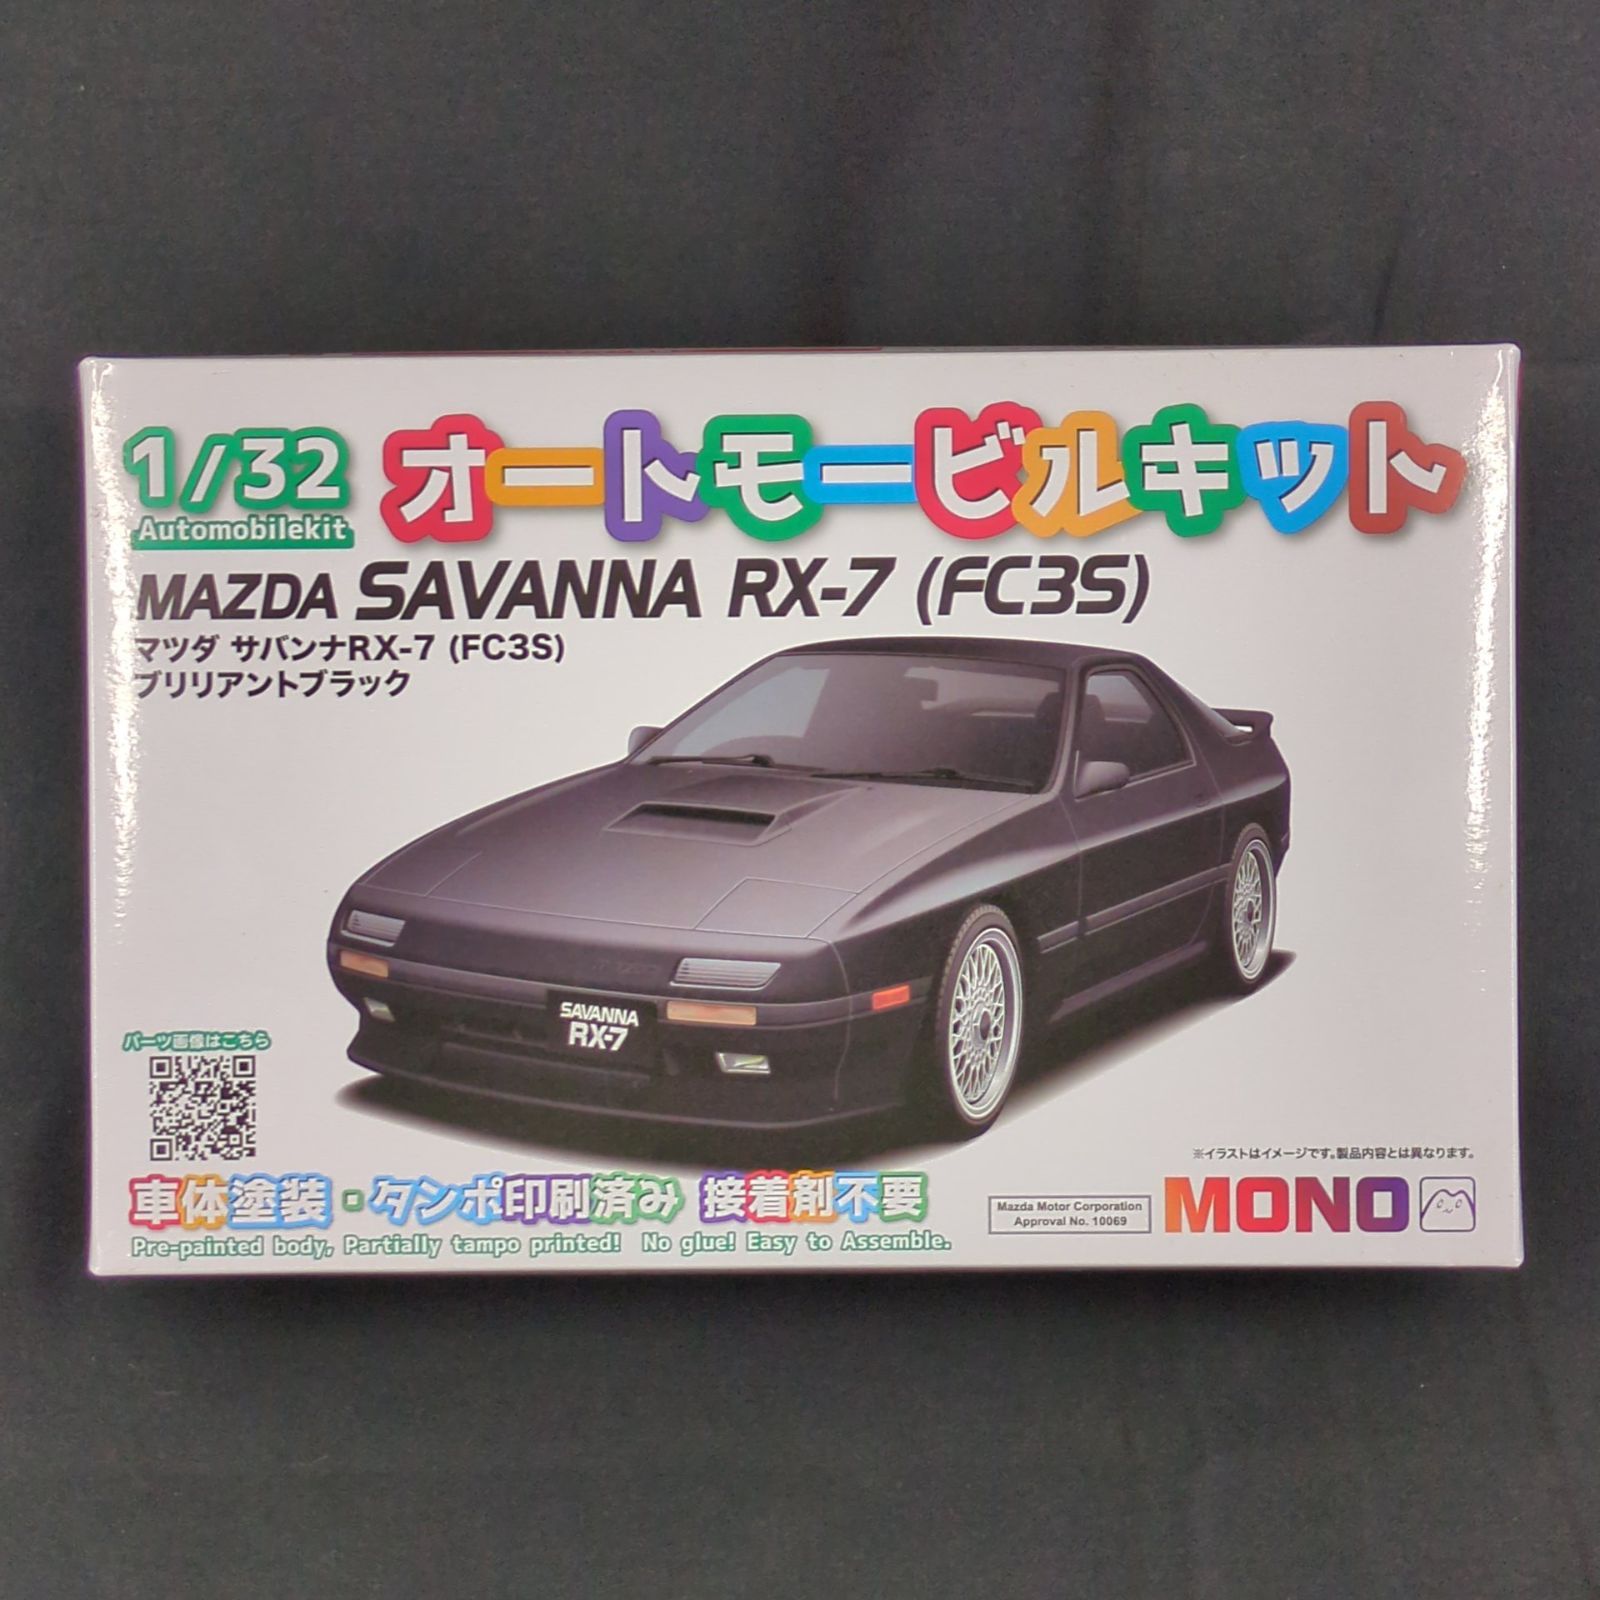 1/32 オートモービルキット
Automobilekit
MAZDA SAVANNA RX-7 (FC3S)
マツダ サバンナRX-7 (FC3S)
ブリリアントブラック
SAVANNA
RX-7
パーツ画像はこちら
※イラストはイメージです。製品内容とは異なります。
車体塗装・タンポ印刷済み 接着剤不要
Pre-painted body, Partially tampo printed! No glue! Easy to Assemble.
Mazda Motor Corporation
Approval No. 10069
MONO